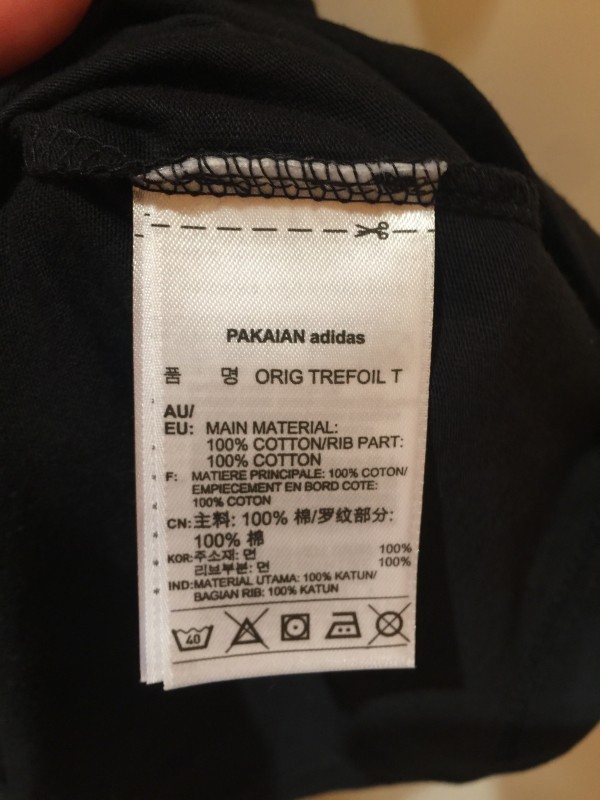 PAKAIAN adidas
품 명 ORIG TREFOIL T
AU/
EU: MAIN MATERIAL:
100% COTTON/RIB PART:
100% COTTON
F: MATIERE PRINCIPALE: 100% COTON/
EMPIECEMENT EN BORD COTE:
100% COTON
CN: 主料: 100% 棉/罗纹部分:
100% 棉
KOR: 주소재: 면 100%
리브부분: 면 100%
IND: MATERIAL UTAMA: 100% KATUN/
BAGIAN RIB: 100% KATUN
40